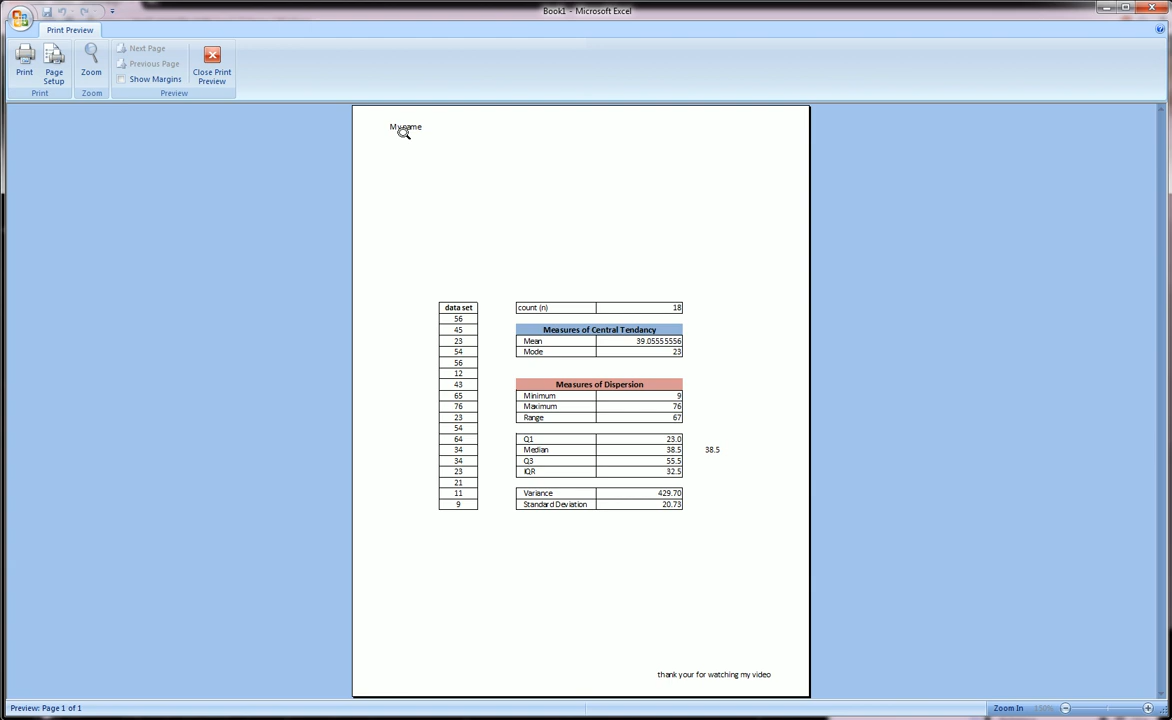 Book1 - Microsoft Excel
Print Preview
Print
Page Setup
Zoom
Next Page
Previous Page
Show Margins
Close Print Preview
Print
Zoom
Preview
My name
data set
56
45
23
54
56
12
43
65
76
23
54
64
34
34
23
21
11
9
count (n) 18
Measures of Central Tendancy
Mean 39.05555556
Mode 23
Measures of Dispersion
Minimum 9
Maximum 76
Range 67
Q1 23.0
Median 38.5 38.5
Q3 55.5
IQR 32.5
Variance 429.70
Standard Deviation 20.73
thank your for watching my video
Preview: Page 1 of 1
Zoom In 150%